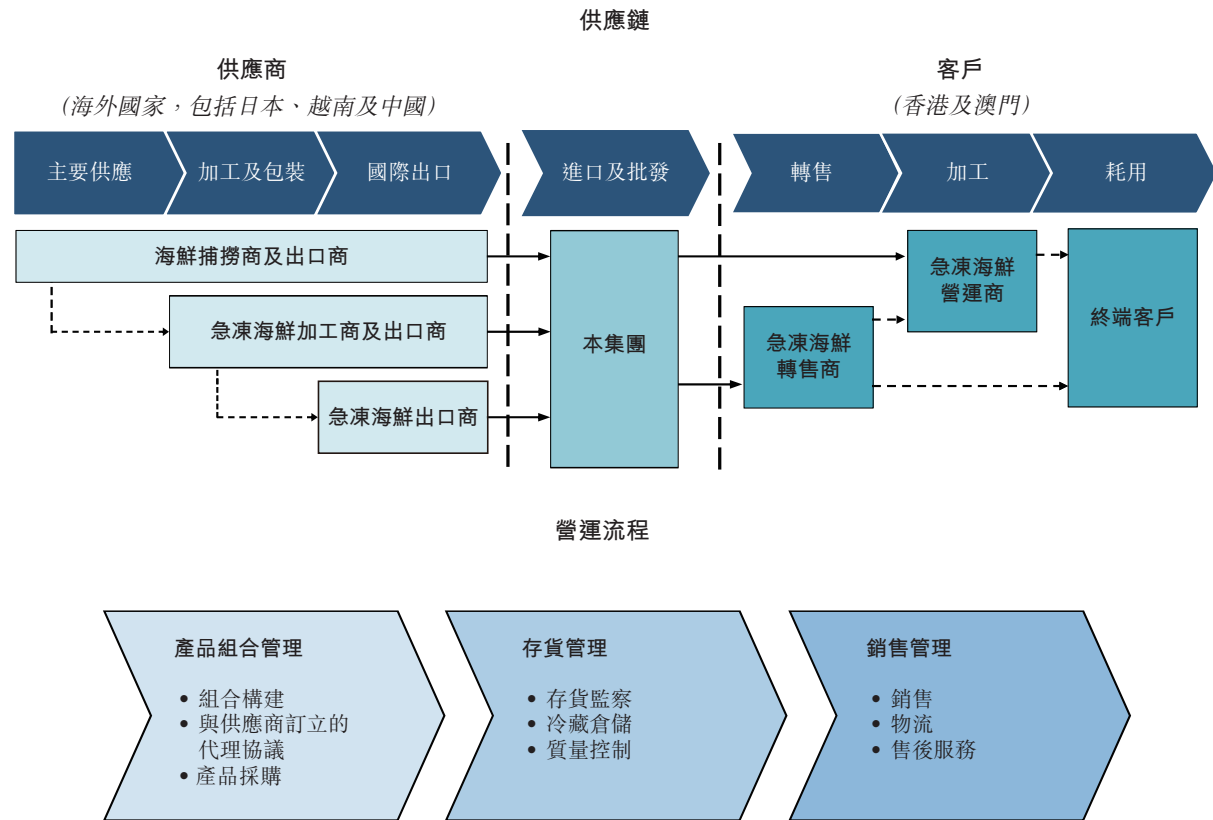 供應鏈
供應商
(海外國家，包括日本、越南及中國)
客戶
(香港及澳門)
主要供應
加工及包裝
國際出口
進口及批發
轉售
加工
耗用
海鮮捕撈商及出口商
急凍海鮮加工商及出口商
急凍海鮮出口商
本集團
急凍海鮮
轉售商
急凍海鮮
營運商
終端客戶
營運流程
產品組合管理
• 組合構建
• 與供應商訂立的
代理協議
• 產品採購
存貨管理
• 存貨監察
• 冷藏倉儲
• 質量控制
銷售管理
• 銷售
• 物流
• 售後服務